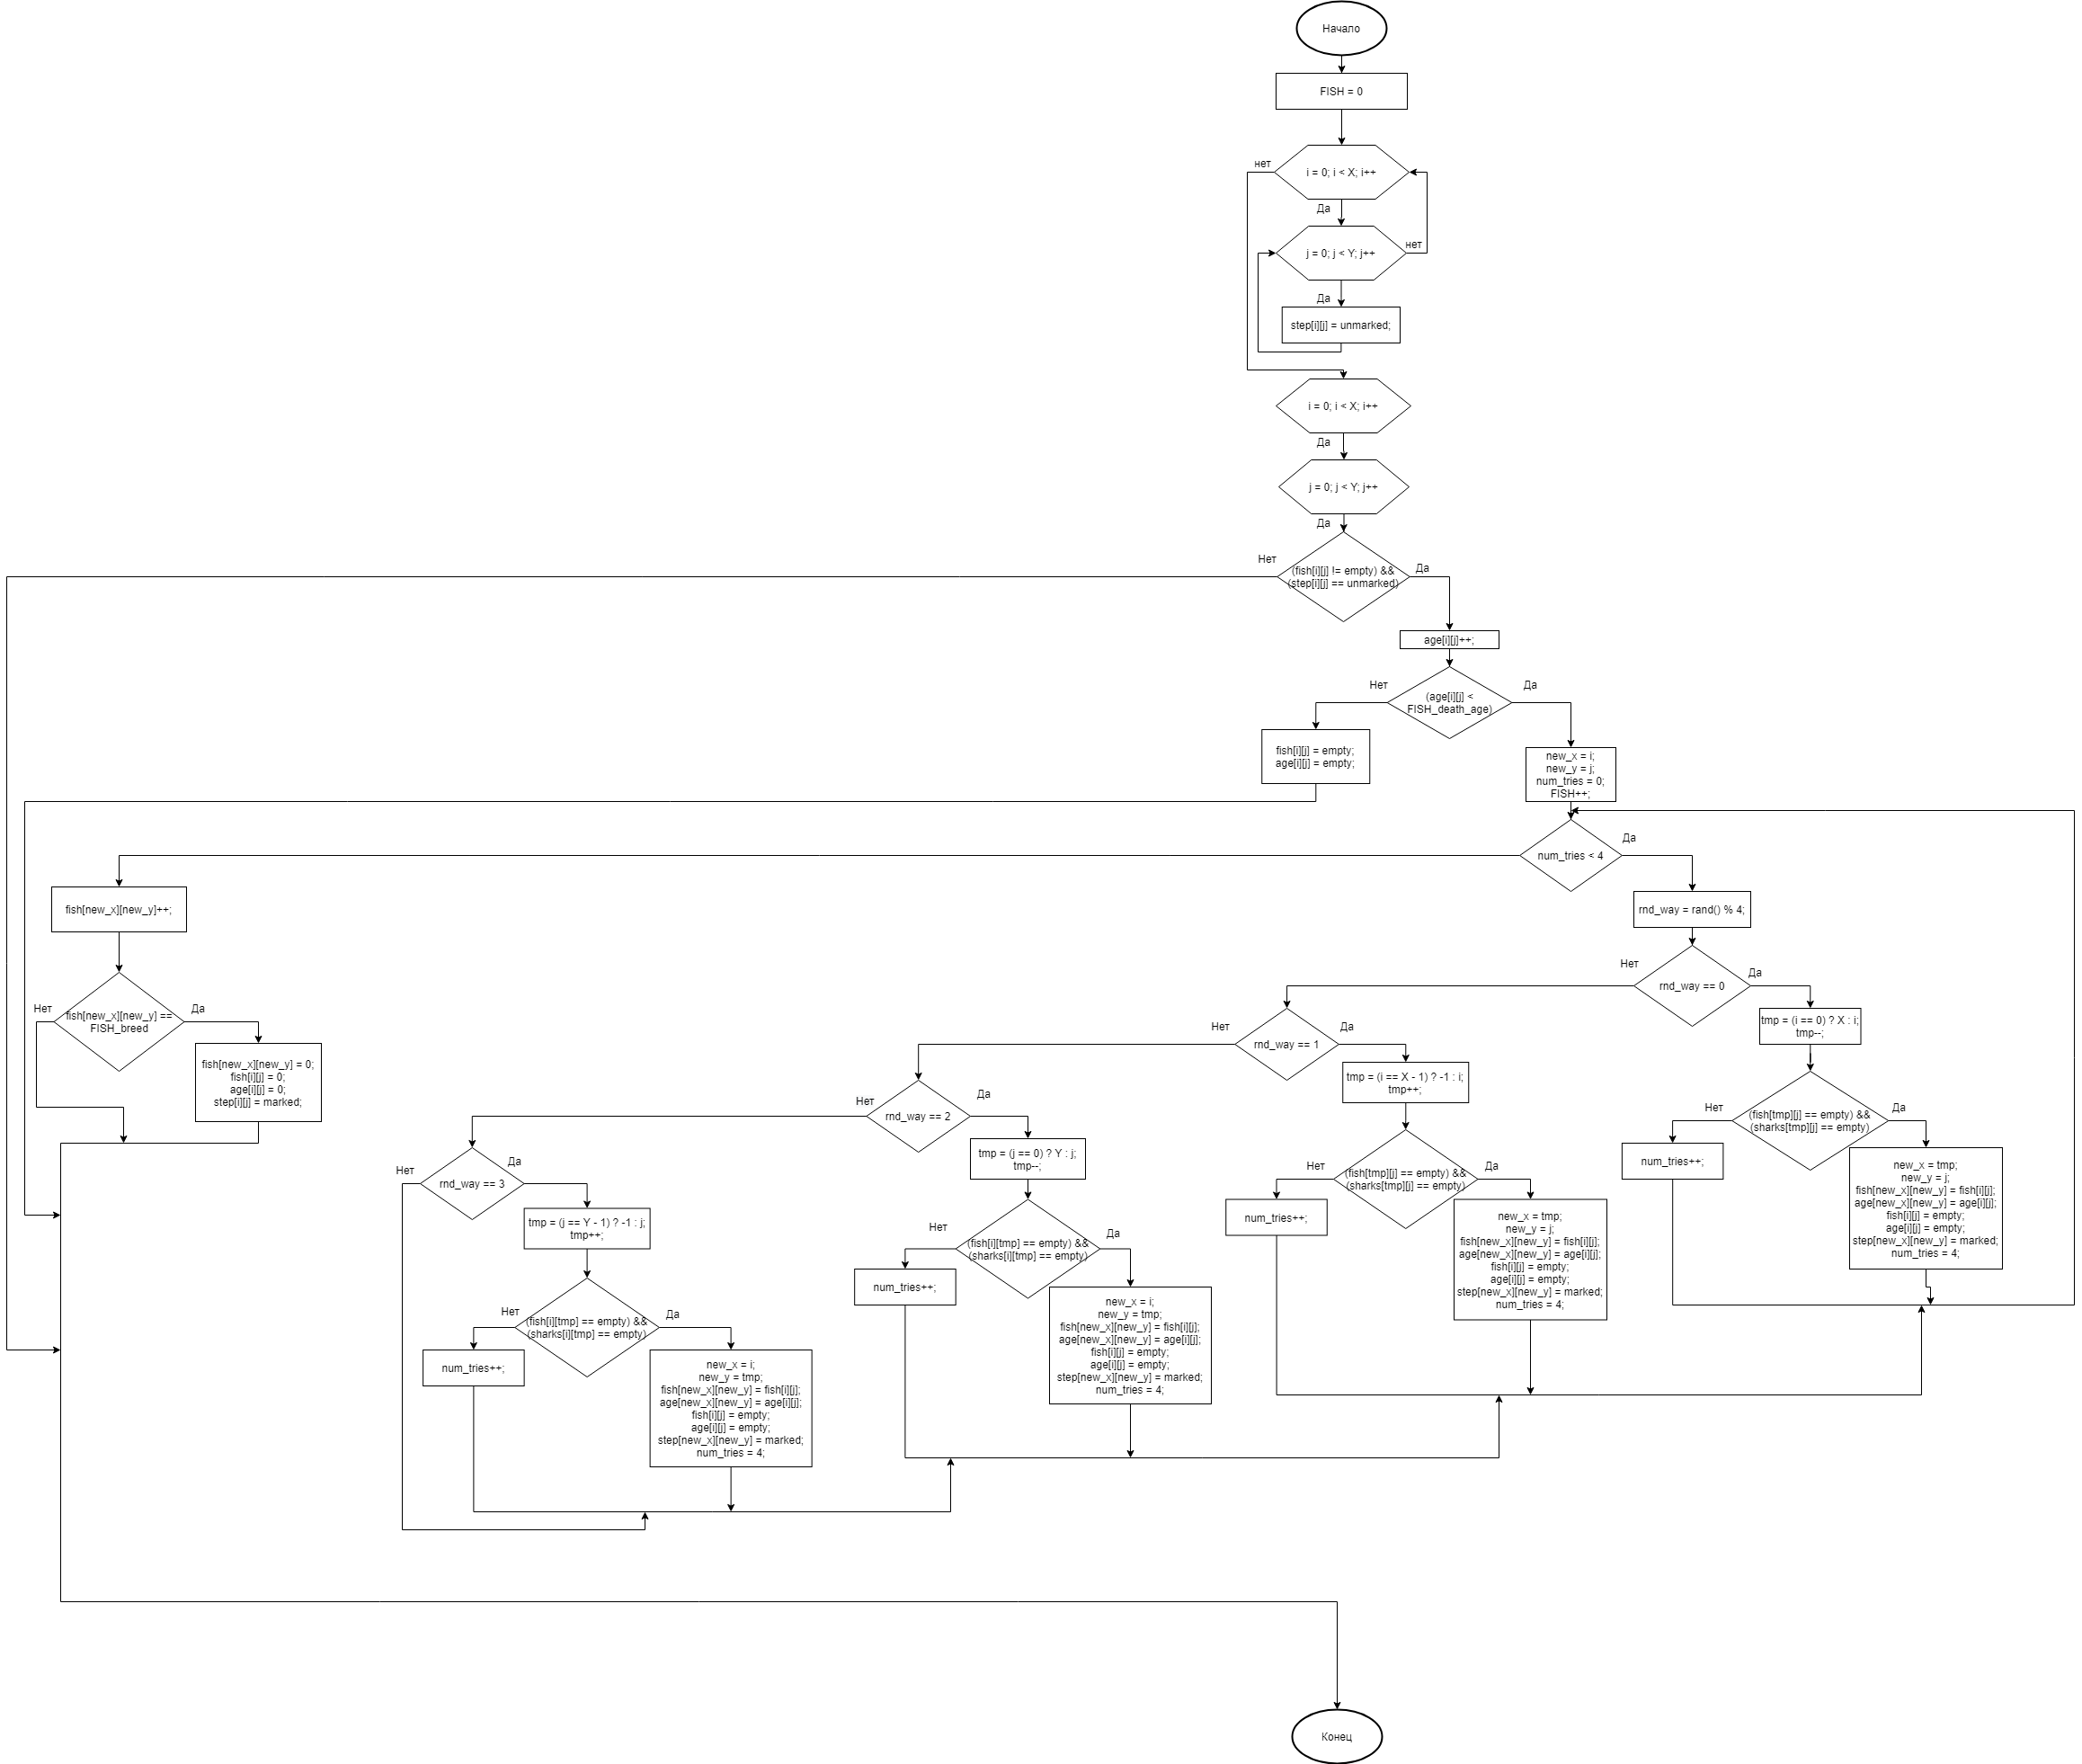 Начало
FISH = 0
нет
i = 0; i < X; i++
Да
j = 0; j < Y; j++
нет
Да
step[i][j] = unmarked;
i = 0; i < X; i++
Да
j = 0; j < Y; j++
Да
Нет
(fish[i][j] != empty) &&
(step[i][j] == unmarked)
Да
age[i][j]++;
Нет
(age[i][j] <
FISH_death_age)
Да
fish[i][j] = empty;
age[i][j] = empty;
new_x = i;
new_y = j;
num_tries = 0;
FISH++;
num_tries < 4
Да
fish[new_x][new_y]++;
rnd_way = rand() % 4;
Нет
fish[new_x][new_y] ==
FISH_breed
Да
fish[new_x][new_y] = 0;
fish[i][j] = 0;
age[i][j] = 0;
step[i][j] = marked;
Нет
rnd_way == 0
Да
tmp = (i == 0) ? X : i;
tmp--;
Нет
(fish[tmp][j] == empty) &&
(sharks[tmp][j] == empty)
Да
num_tries++;
new_x = tmp;
new_y = j;
fish[new_x][new_y] = fish[i][j];
age[new_x][new_y] = age[i][j];
fish[i][j] = empty;
age[i][j] = empty;
step[new_x][new_y] = marked;
num_tries = 4;
Нет
rnd_way == 1
Да
tmp = (i == X - 1) ? -1 : i;
tmp++;
Нет
(fish[tmp][j] == empty) &&
(sharks[tmp][j] == empty)
Да
num_tries++;
new_x = tmp;
new_y = j;
fish[new_x][new_y] = fish[i][j];
age[new_x][new_y] = age[i][j];
fish[i][j] = empty;
age[i][j] = empty;
step[new_x][new_y] = marked;
num_tries = 4;
Нет
rnd_way == 2
Да
tmp = (j == 0) ? Y : j;
tmp--;
Нет
(fish[i][tmp] == empty) &&
(sharks[i][tmp] == empty)
Да
num_tries++;
new_x = i;
new_y = tmp;
fish[new_x][new_y] = fish[i][j];
age[new_x][new_y] = age[i][j];
fish[i][j] = empty;
age[i][j] = empty;
step[new_x][new_y] = marked;
num_tries = 4;
Нет
rnd_way == 3
Да
tmp = (j == Y - 1) ? -1 : j;
tmp++;
Нет
(fish[i][tmp] == empty) &&
(sharks[i][tmp] == empty)
Да
num_tries++;
new_x = i;
new_y = tmp;
fish[new_x][new_y] = fish[i][j];
age[new_x][new_y] = age[i][j];
fish[i][j] = empty;
age[i][j] = empty;
step[new_x][new_y] = marked;
num_tries = 4;
Конец